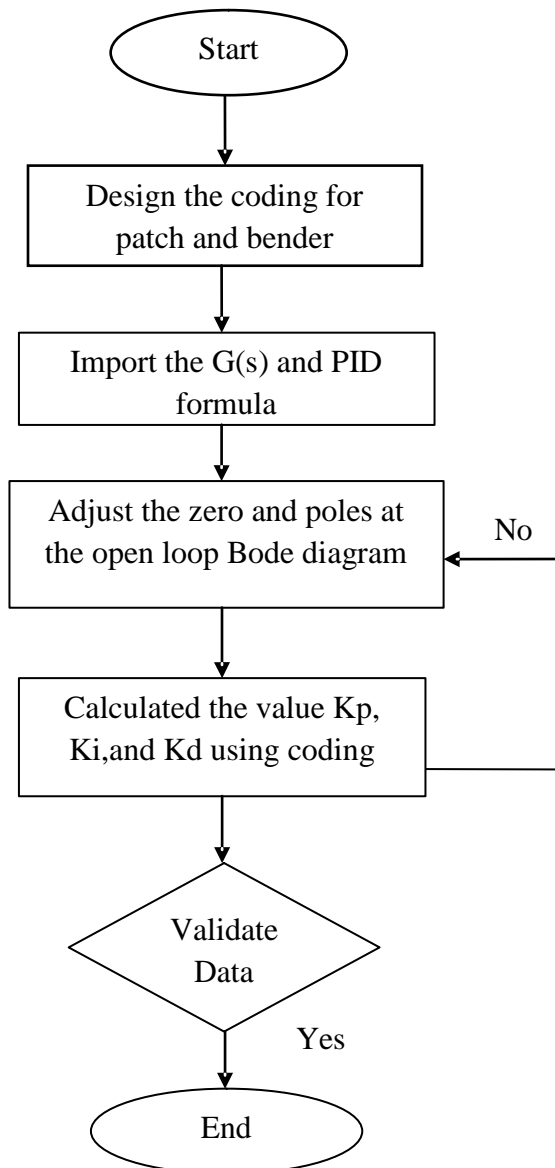 Start
Design the coding for
patch and bender
Import the G(s) and PID
formula
Adjust the zero and poles at
the open loop Bode diagram
No
Calculated the value Kp,
Ki,and Kd using coding
Validate
Data
Yes
End